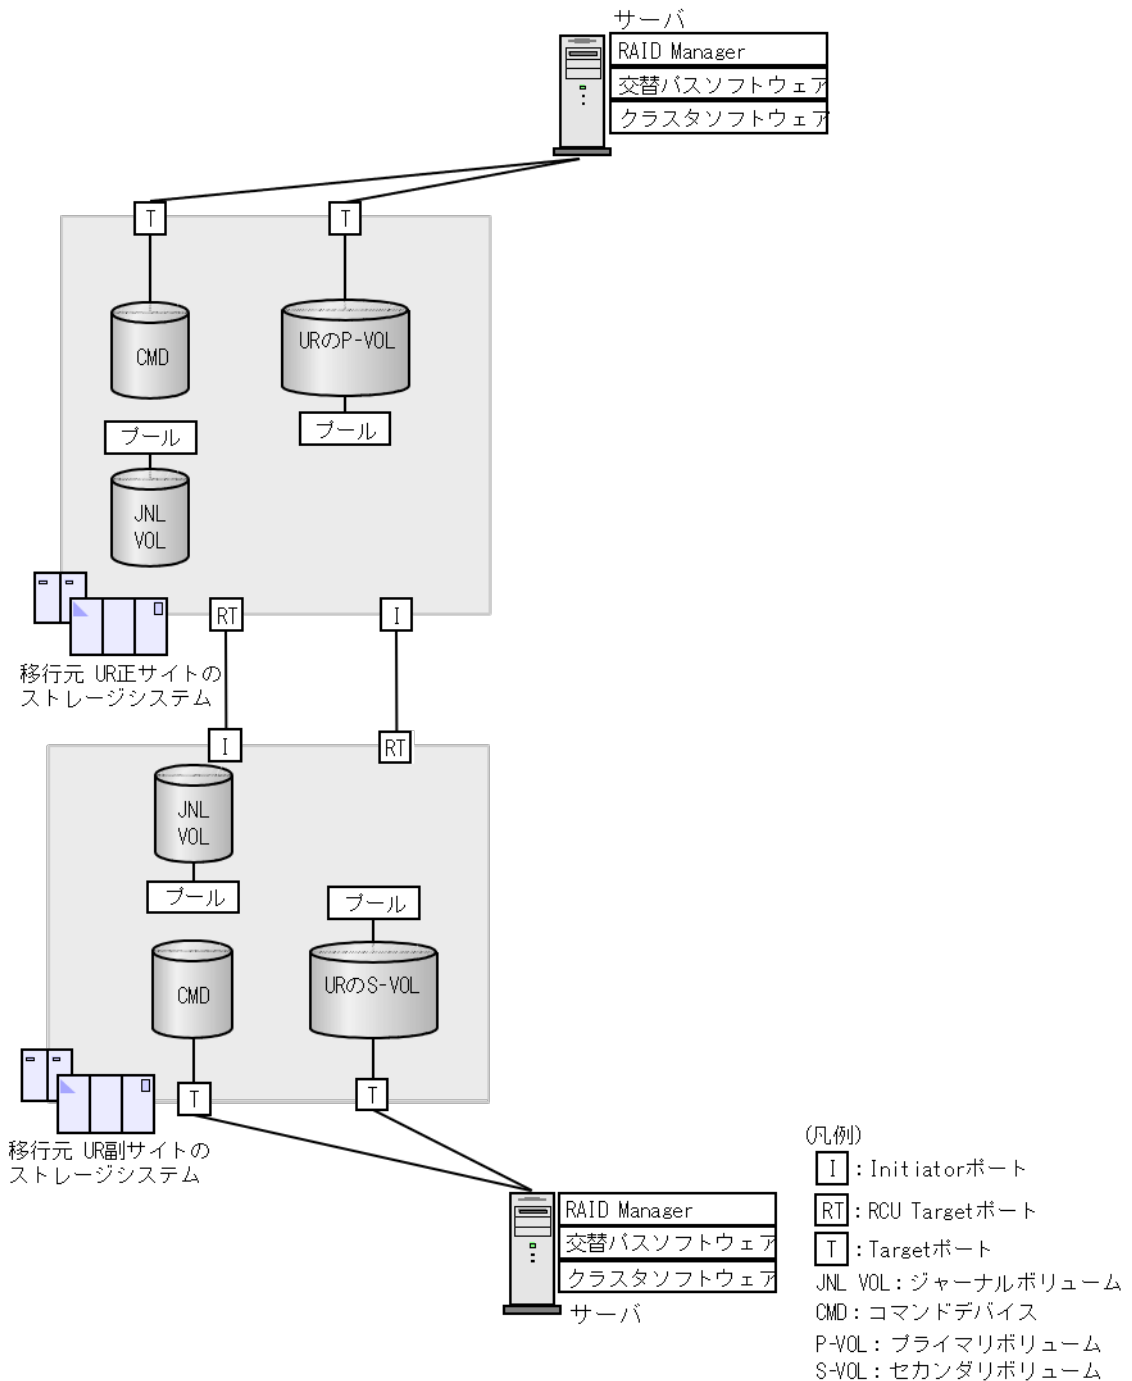 サーバ
RAID Manager
交替パスソフトウェア
クラスタソフトウェア
T
T
CMD
URのP-VOL
プール
プール
JNL
VOL
RT
I
移行元 UR正サイトの
ストレージシステム
I
RT
JNL
VOL
プール
プール
CMD
URのS-VOL
T
T
移行元 UR副サイトの
ストレージシステム
RAID Manager
交替パスソフトウェア
クラスタソフトウェア
サーバ
(凡例)
I：Initiatorポート
RT：RCU Targetポート
T：Targetポート
JNL VOL：ジャーナルボリューム
CMD：コマンドデバイス
P-VOL：プライマリボリューム
S-VOL：セカンダリボリューム